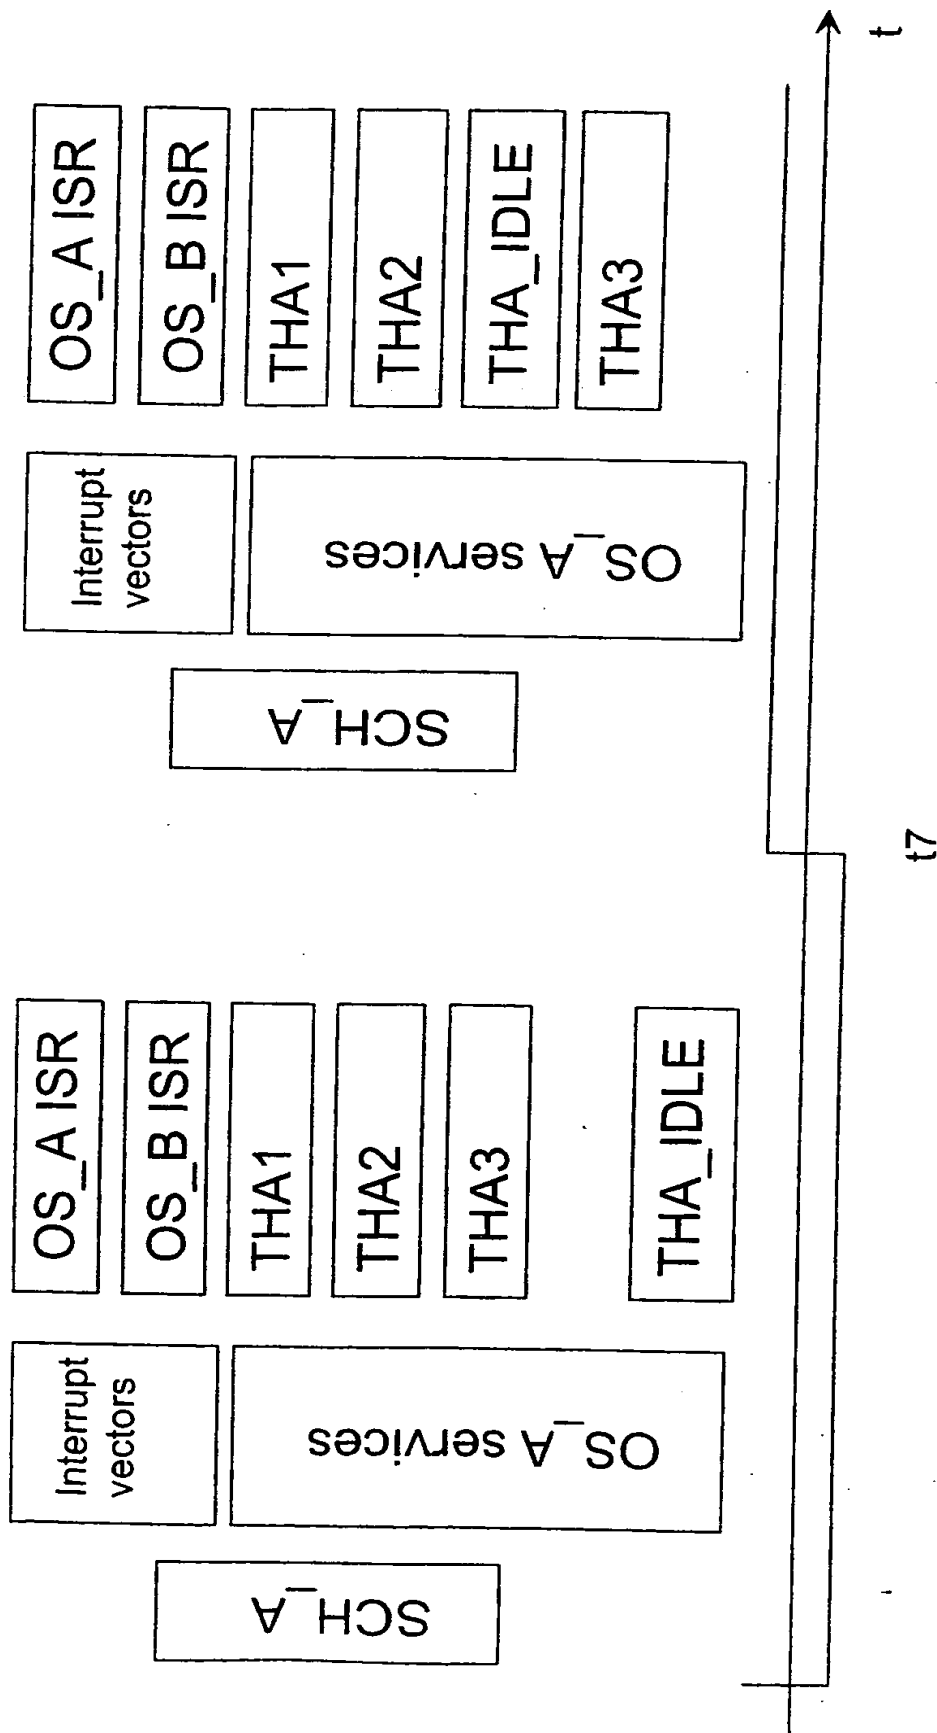 SCH_A
Interrupt
vectors
OS_A services
OS_A ISR
OS_B ISR
THA1
THA2
THA3
THA_IDLE
SCH_A
Interrupt
vectors
OS_A services
OS_A ISR
OS_B ISR
THA1
THA2
THA_IDLE
THA3
t7
t